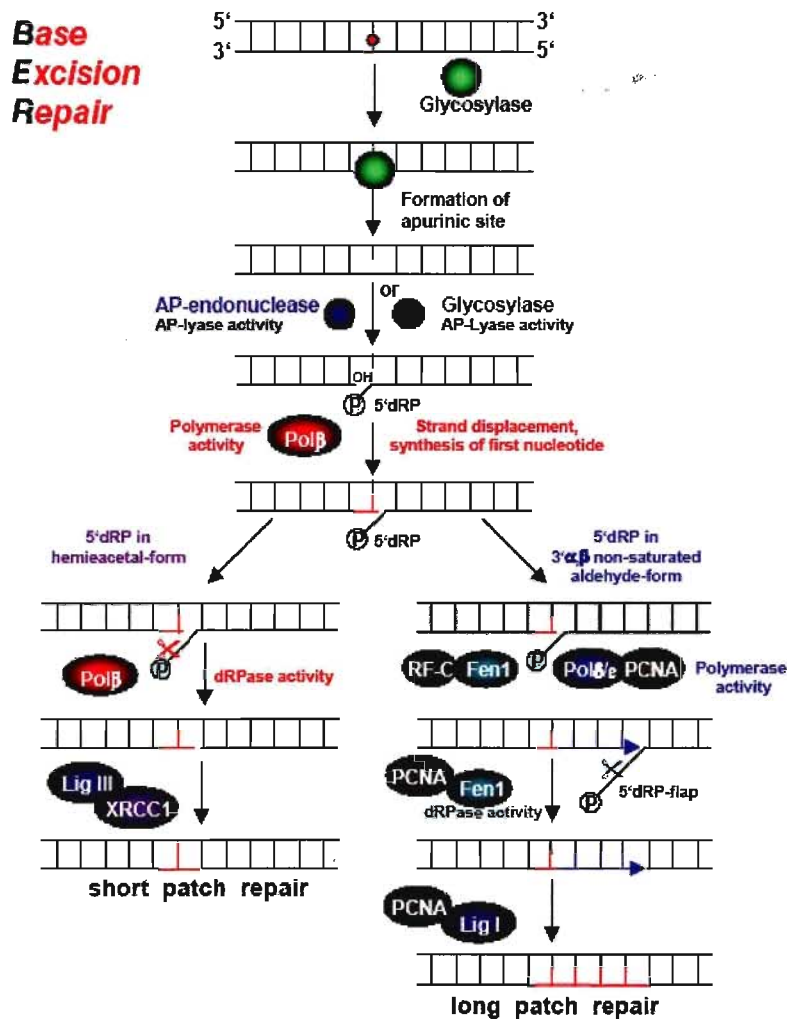 Base
Excision
Repair
5‘ 3‘
3‘ 5‘
Glycosylase
Formation of
apurinic site
or
AP-endonuclease
AP-lyase activity
Glycosylase
AP-Lyase activity
OH
P 5‘dRP
Polymerase
activity
Polβ
Strand displacement,
synthesis of first nucleotide
P 5‘dRP
5‘dRP in
hemieacetal-form
5‘dRP in
3‘α,β non-saturated
aldehyde-form
P
Polβ
dRPase activity
Lig III
XRCC1
short patch repair
P
RF-C Fen1 Polδ/ε PCNA
Polymerase
activity
PCNA
Fen1
dRPase activity
P 5‘dRP-flap
PCNA
Lig I
long patch repair